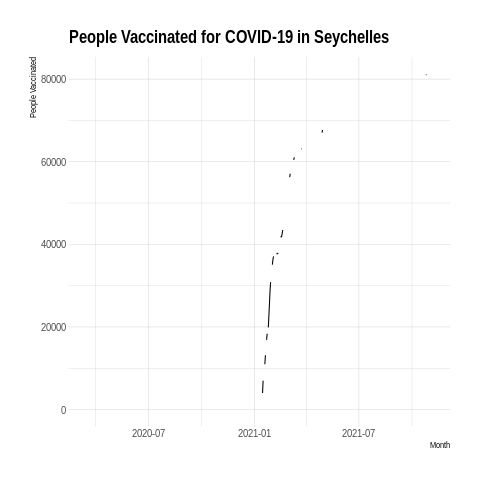 People Vaccinated for COVID-19 in Seychelles
People Vaccinated
80000
60000
40000
20000
0
2020-07 2021-01 2021-07
Month